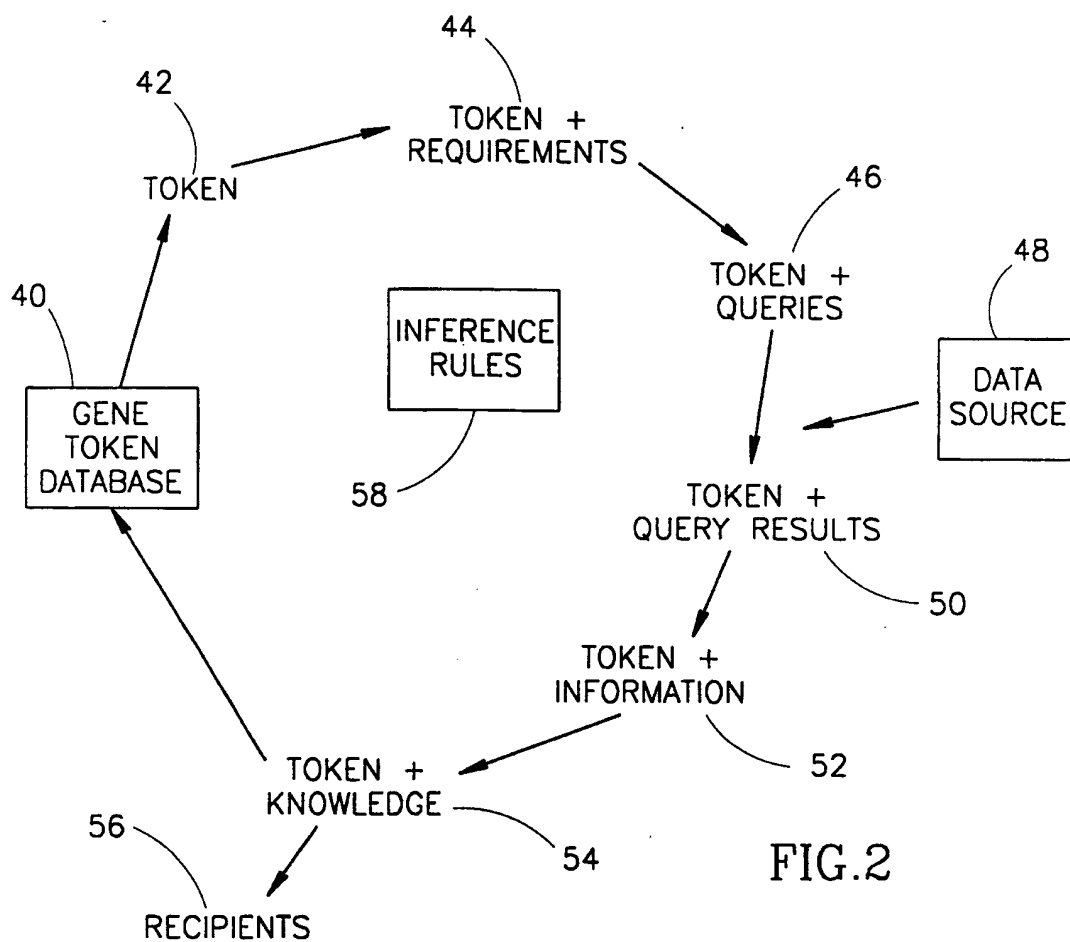 44
42
TOKEN +
REQUIREMENTS
TOKEN
46
TOKEN +
QUERIES
48
40
INFERENCE
RULES
DATA
SOURCE
GENE
TOKEN
DATABASE
58
TOKEN +
QUERY RESULTS
50
TOKEN +
INFORMATION
52
TOKEN +
KNOWLEDGE
54
56
RECIPIENTS
FIG.2